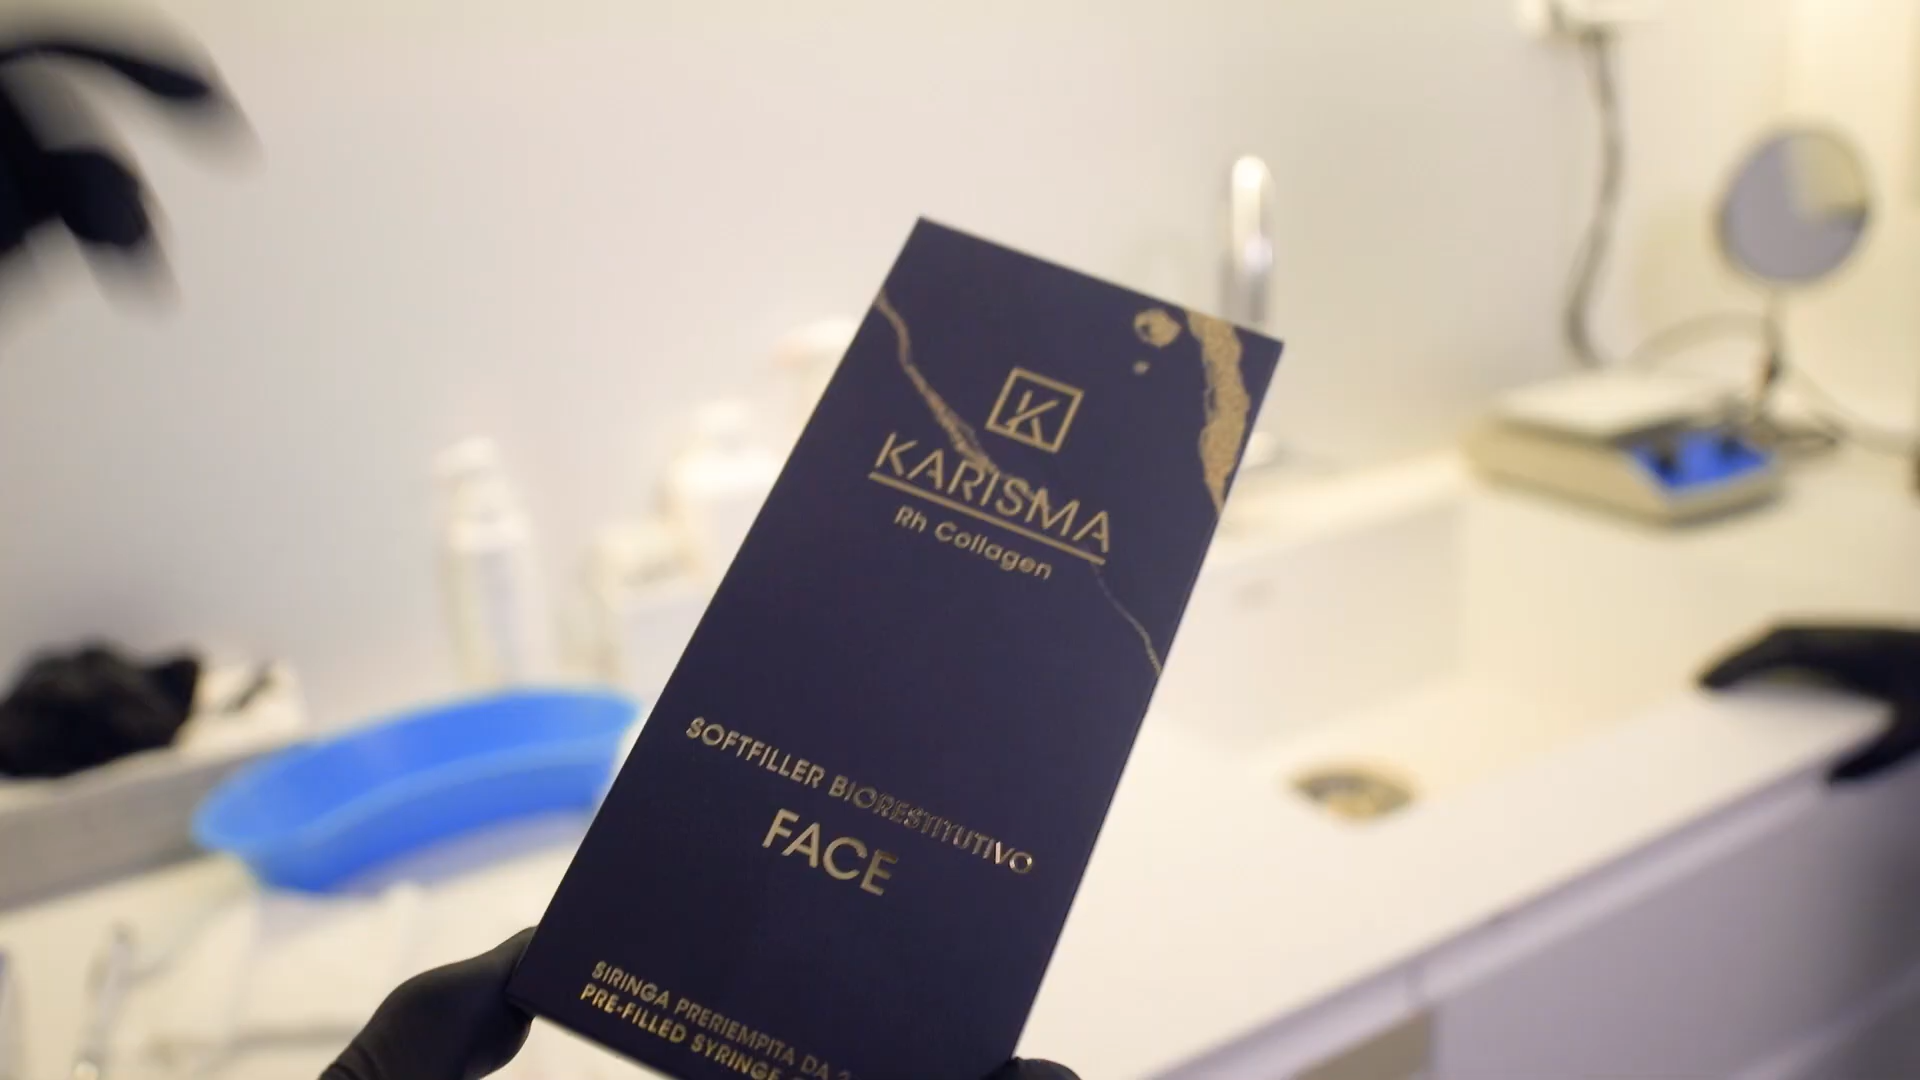 K
KARISMA
Rh Collagen
SOFTFILLER BIORESTITUTIVO
FACE
SIRINGA PRERIEMPITA DA
PRE-FILLED SYRINGE